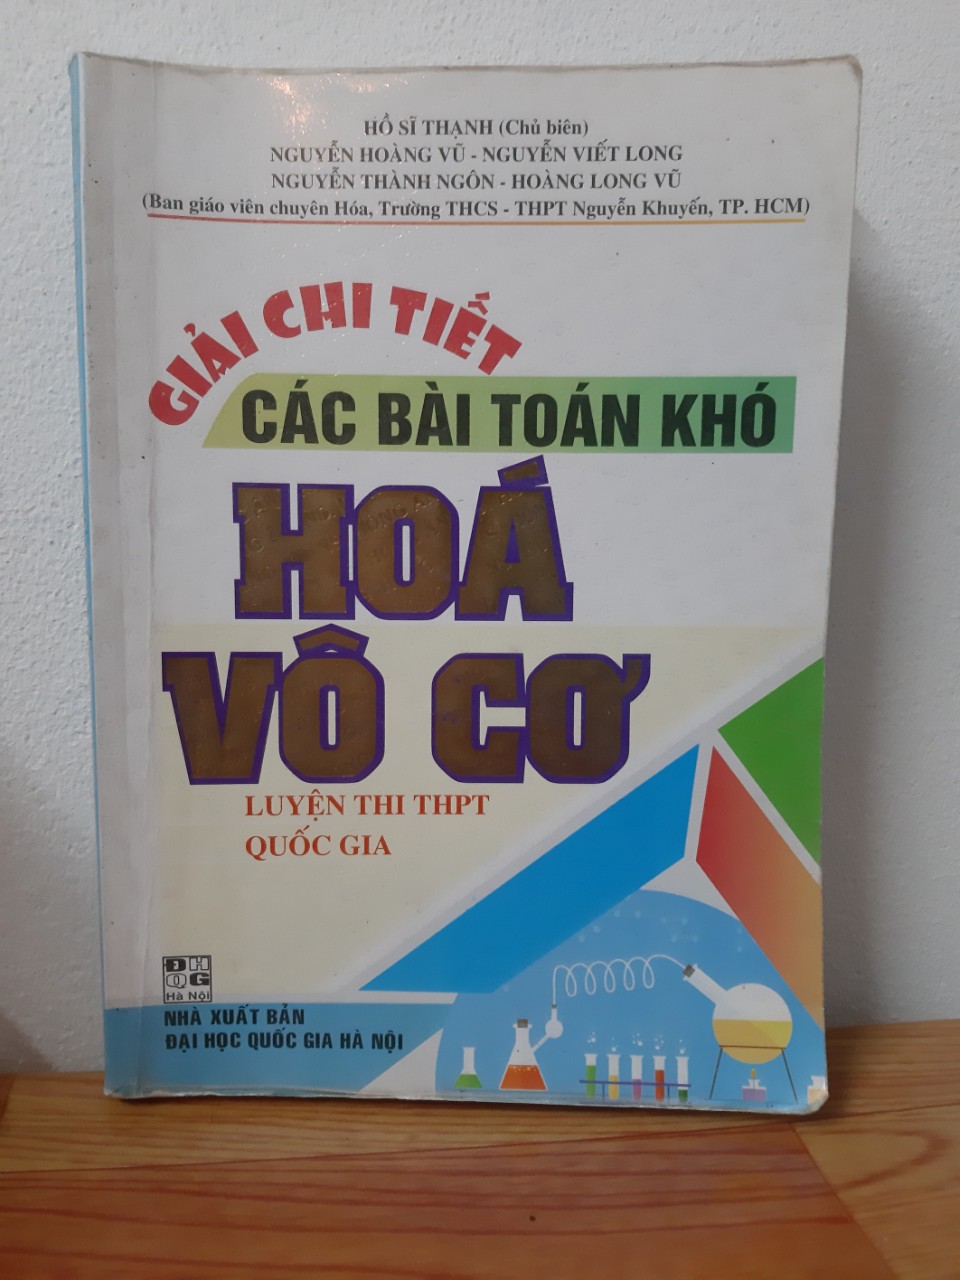 HỒ SĨ THẠNH (Chủ biên)
NGUYỄN HOÀNG VŨ - NGUYỄN VIẾT LONG
NGUYỄN THÀNH NGÔN - HOÀNG LONG VŨ
(Ban giáo viên chuyên Hóa, Trường THCS - THPT Nguyễn Khuyến, TP. HCM)
GIẢI CHI TIẾT
CÁC BÀI TOÁN KHÓ
HOÁ
VÔ CƠ
LUYỆN THI THPT
QUỐC GIA
ĐH
QG
Hà Nội
NHÀ XUẤT BẢN
ĐẠI HỌC QUỐC GIA HÀ NỘI